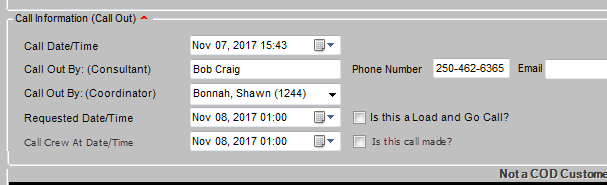 Call Information (Call Out)
Call Date/Time Nov 07, 2017 15:43
Call Out By: (Consultant) Bob Craig Phone Number 250-462-6365 Email
Call Out By: (Coordinator) Bonnah, Shawn (1244)
Requested Date/Time Nov 08, 2017 01:00 Is this a Load and Go Call?
Call Crew At Date/Time Nov 08, 2017 01:00 Is this call made?
Not a COD Custome